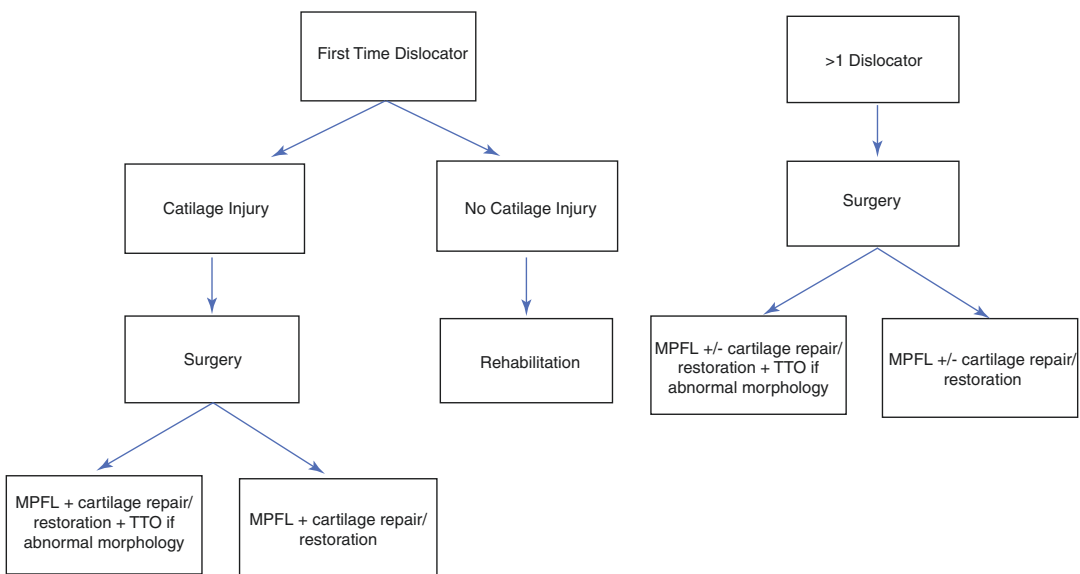 First Time Dislocator
>1 Dislocator
Catilage Injury
No Catilage Injury
Surgery
Surgery
Rehabilitation
MPFL +/- cartilage repair/
restoration + TTO if
abnormal morphology
MPFL +/- cartilage repair/
restoration
MPFL + cartilage repair/
restoration + TTO if
abnormal morphology
MPFL + cartilage repair/
restoration